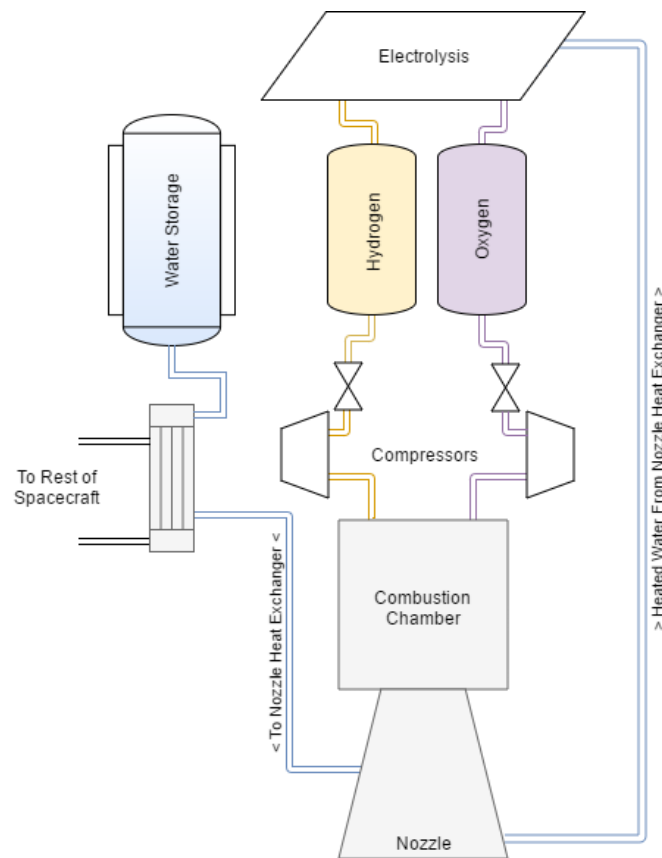 Electrolysis
Water Storage
Hydrogen
Oxygen
Compressors
To Rest of
Spacecraft
Combustion
Chamber
< To Nozzle Heat Exchanger <
> Heated Water From Nozzle Heat Exchanger >
Nozzle